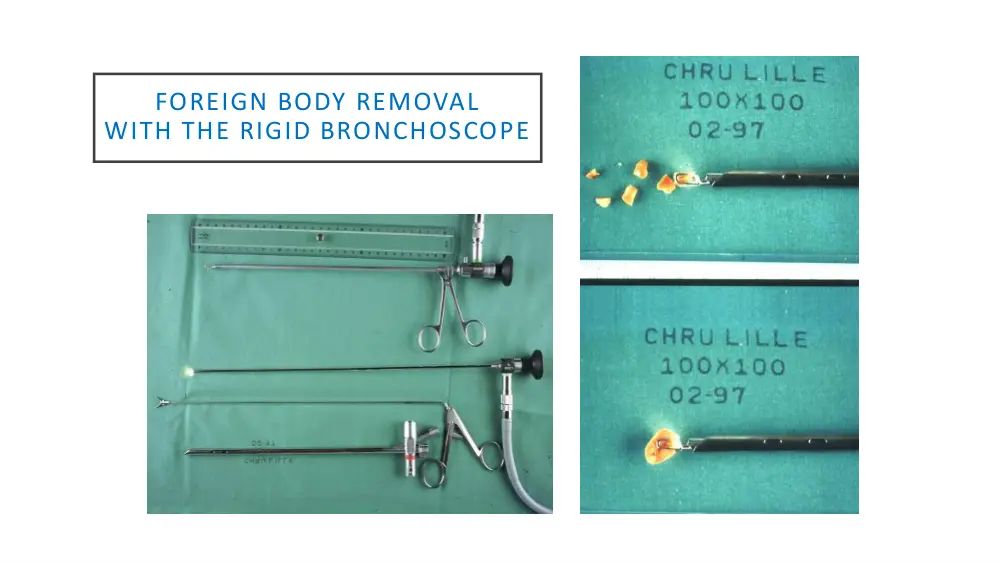 FOREIGN BODY REMOVAL
WITH THE RIGID BRONCHOSCOPE
CHRU LILLE
100X100
02-97
CHRU LILLE
100X100
02-97